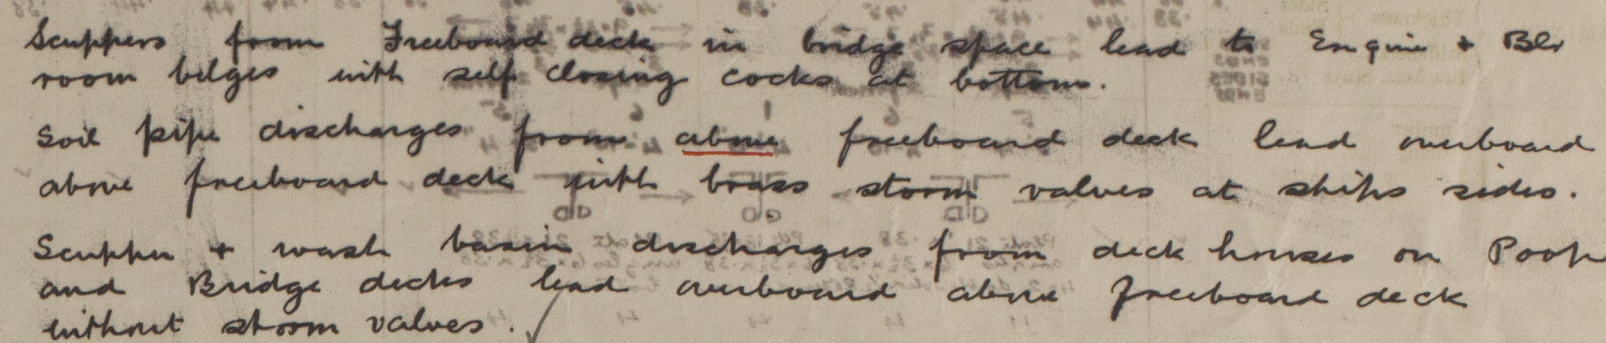 Scuppers from Freeboard deck in bridge space lead to Engine + Blr
room bilges with self closing cocks at bottom.
Soil pipe discharges from above freeboard deck lead overboard
above freeboard deck with brass storm valves at ships sides.
Scupper + wash basin discharges from deck houses on Poop
and Bridge decks lead overboard above freeboard deck
without storm valves. ✓